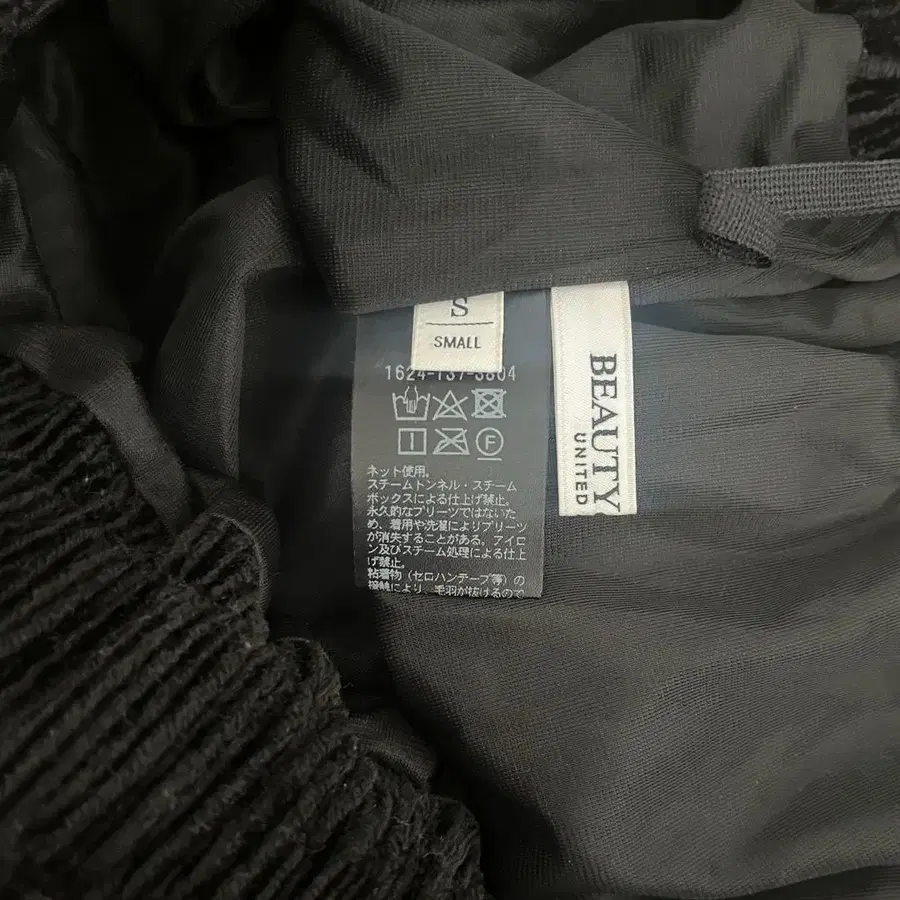 S
SMALL
1624-137-3804
ネット使用。
スチームトンネル・スチーム
ボックスによる仕上げ禁止。
永久的なプリーツではないた
め、着用や洗濯によりプリーツ
が消失することがある。アイロ
ン及びスチーム処理による仕上
げ禁止。
粘着物（セロハンテープ等）の
接触により、毛羽が抜けるので
F
BEAUTY
UNITED